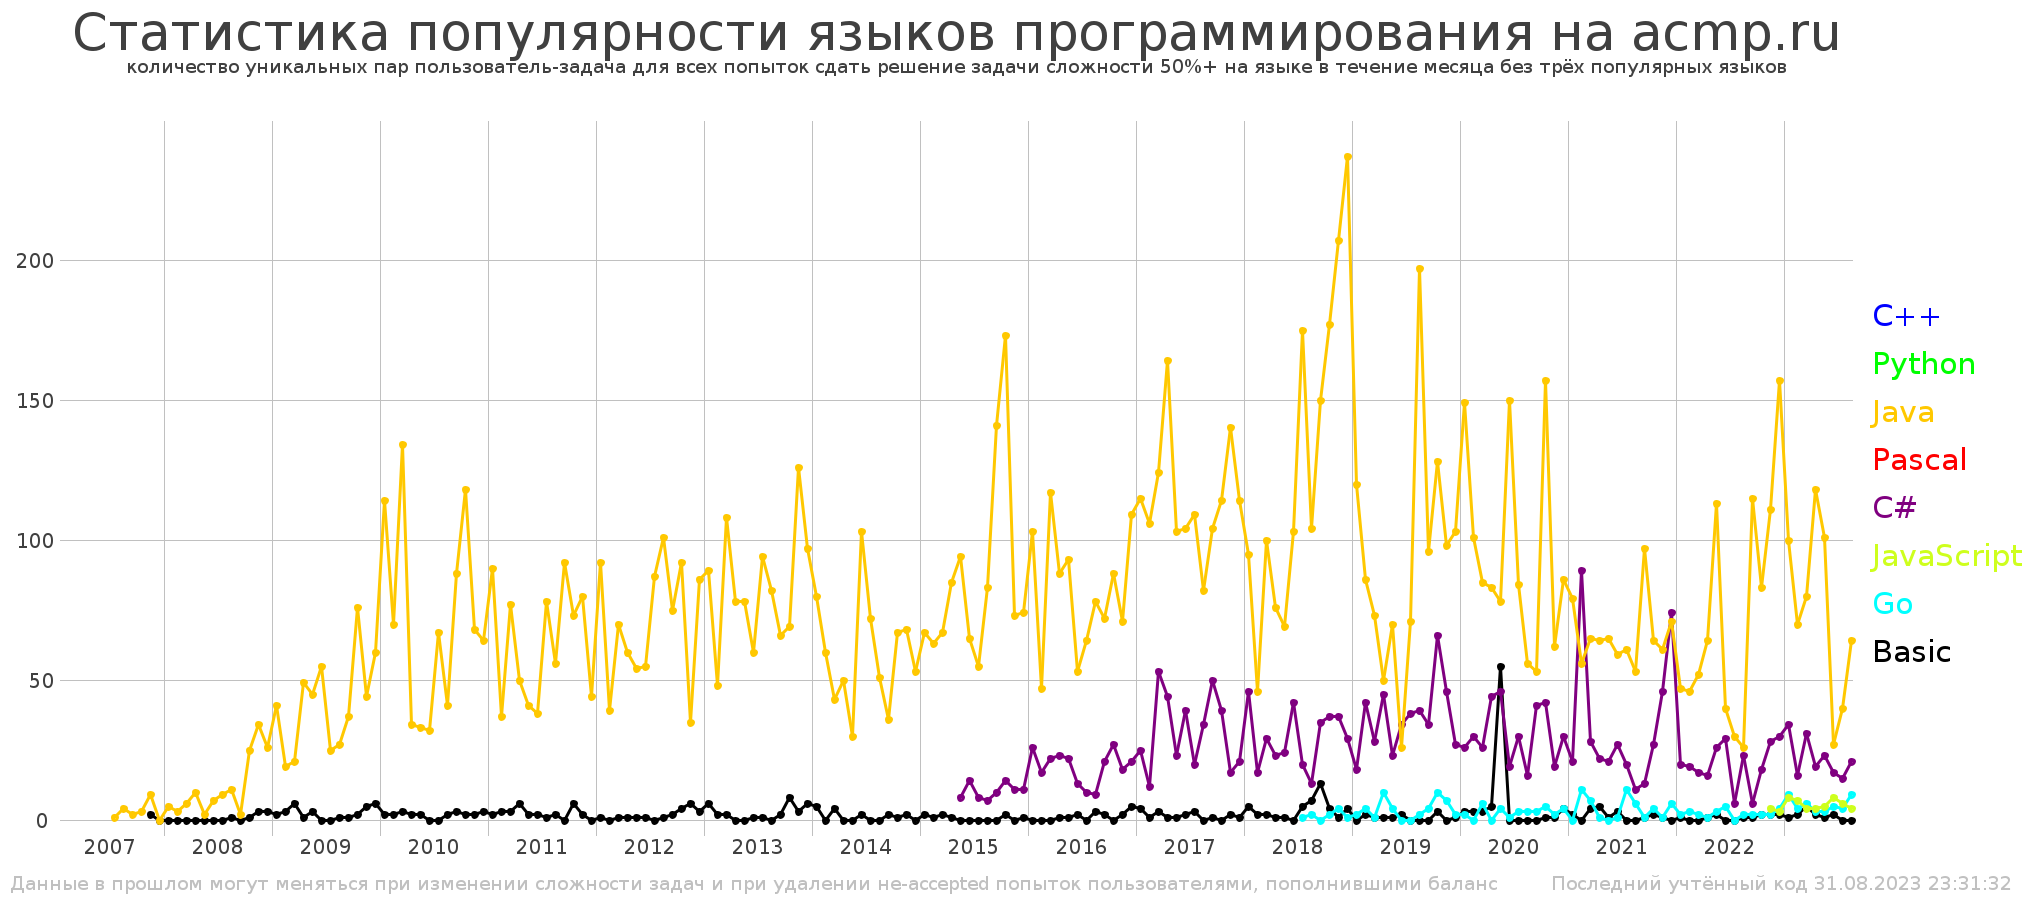 Статистика популярности языков программирования на acmp.ru
количество уникальных пар пользователь-задача для всех попыток сдать решение задачи сложности 50%+ на языке в течение месяца без трёх популярных языков
200
150
100
50
0
C++
Python
Java
Pascal
C#
JavaScript
Go
Basic
2007 2008 2009 2010 2011 2012 2013 2014 2015 2016 2017 2018 2019 2020 2021 2022
Данные в прошлом могут меняться при изменении сложности задач и при удалении не-accepted попыток пользователями, пополнившими баланс
Последний учтённый код 31.08.2023 23:31:32